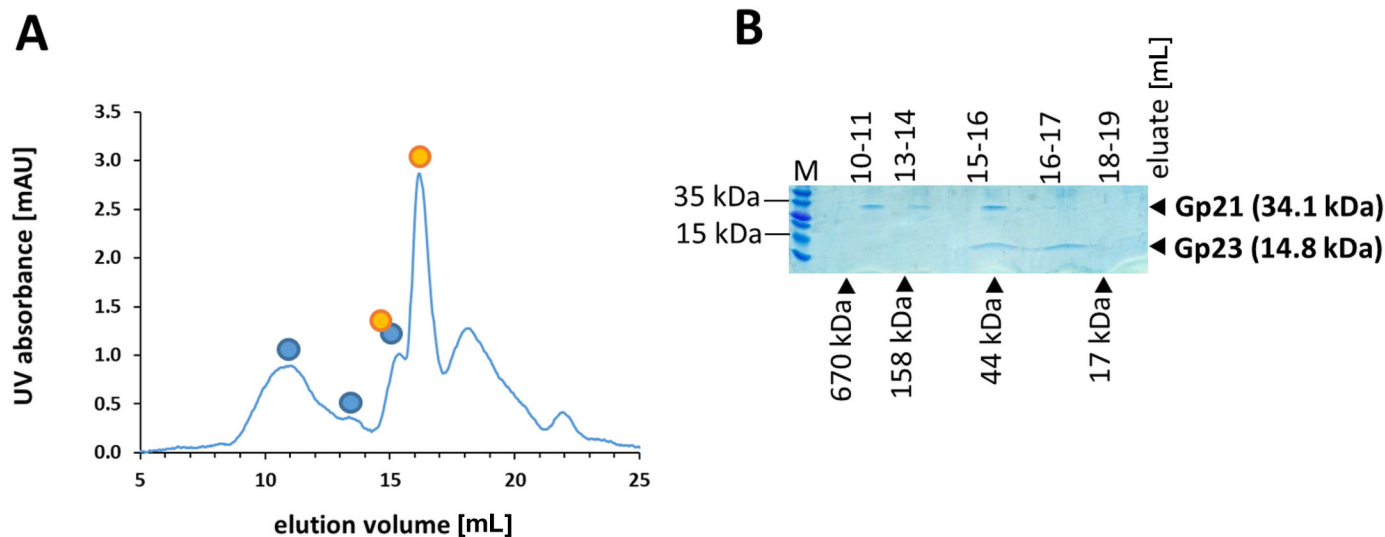 A
UV absorbance [mAU]
3.5
3.0
2.5
2.0
1.5
1.0
0.5
0.0
5
10
15
20
25
elution volume [mL]
B
M
10-11
13-14
15-16
16-17
18-19
eluate [mL]
35 kDa
15 kDa
Gp21 (34.1 kDa)
Gp23 (14.8 kDa)
670 kDa
158 kDa
44 kDa
17 kDa